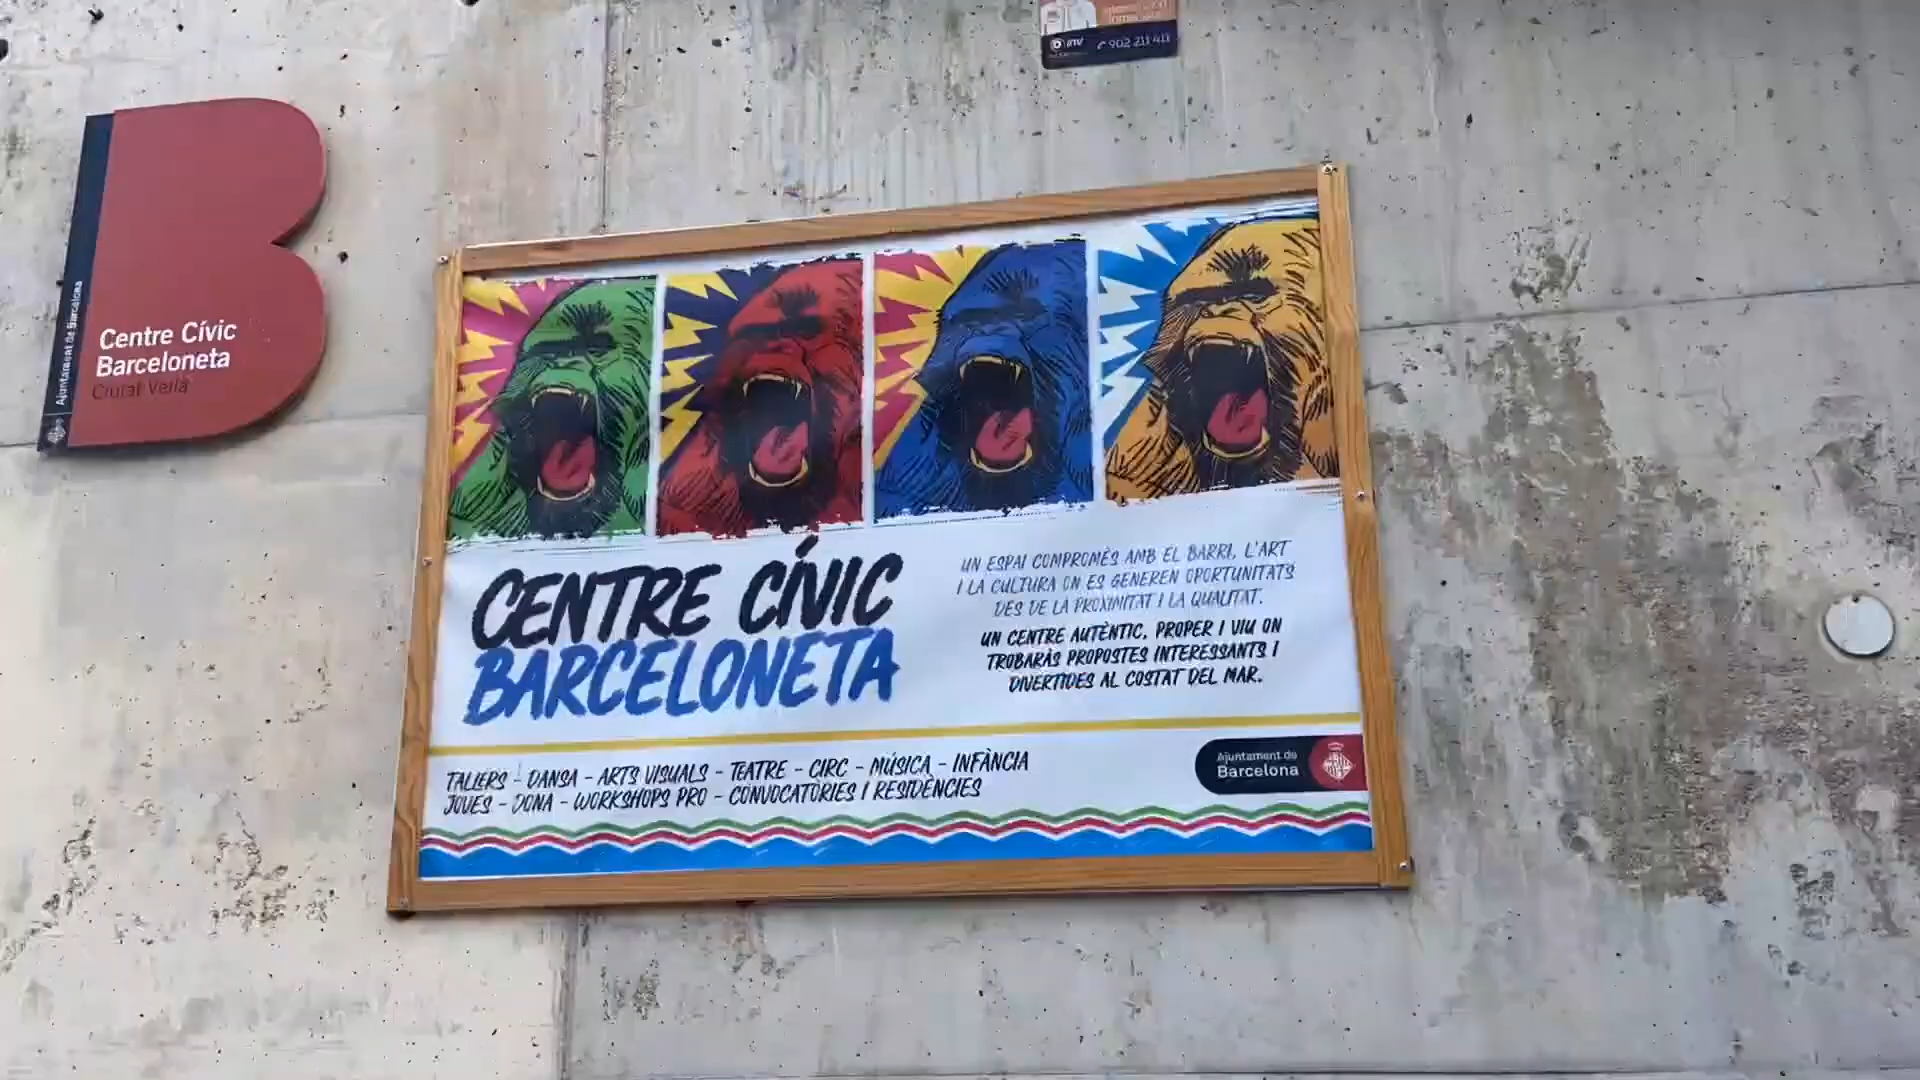 902 211 411
Centre Cívic
Barceloneta
Ciutat Vella
Ajuntament de Barcelona
CENTRE CÍVIC
BARCELONETA
UN ESPAI COMPROMÈS AMB EL BARRI, L'ART
I LA CULTURA ON ES GENEREN OPORTUNITATS
DES DE LA PROXIMITAT I LA QUALITAT.
UN CENTRE AUTÈNTIC, PROPER I VIU ON
TROBARÀS PROPOSTES INTERESSANTS I
DIVERTIDES AL COSTAT DEL MAR.
TALLERS - DANSA - ARTS VISUALS - TEATRE - CIRC - MÚSICA - INFÀNCIA
JOVES - DONA - WORKSHOPS PRO - CONVOCATÒRIES I RESIDÈNCIES
Ajuntament de
Barcelona